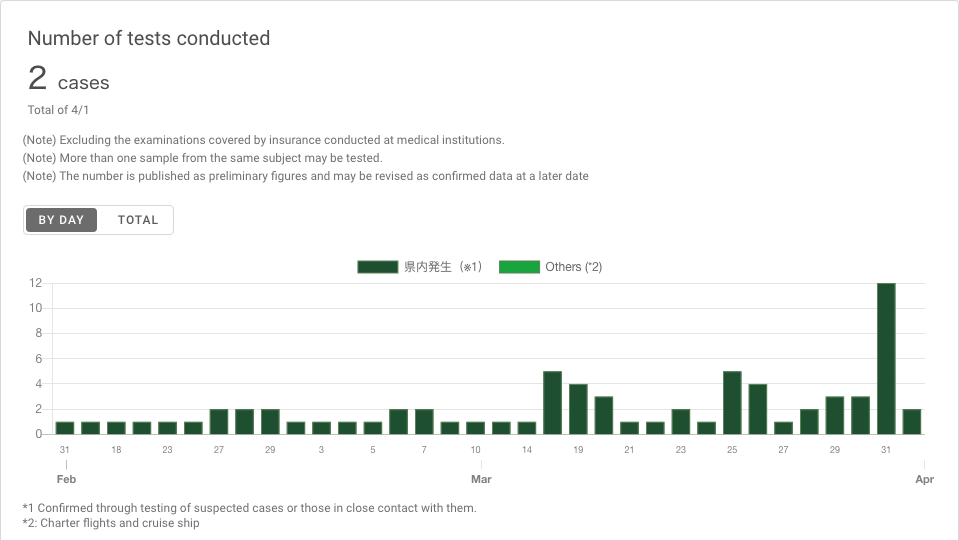 Number of tests conducted
2 cases
Total of 4/1
(Note) Excluding the examinations covered by insurance conducted at medical institutions.
(Note) More than one sample from the same subject may be tested.
(Note) The number is published as preliminary figures and may be revised as confirmed data at a later date
BY DAY TOTAL
県内発生（※1） Others (*2)
12
10
8
6
4
2
0
31 18 23 27 29 3 5 7 10 14 19 21 23 25 27 29 31
Feb Mar Apr
*1 Confirmed through testing of suspected cases or those in close contact with them.
*2: Charter flights and cruise ship